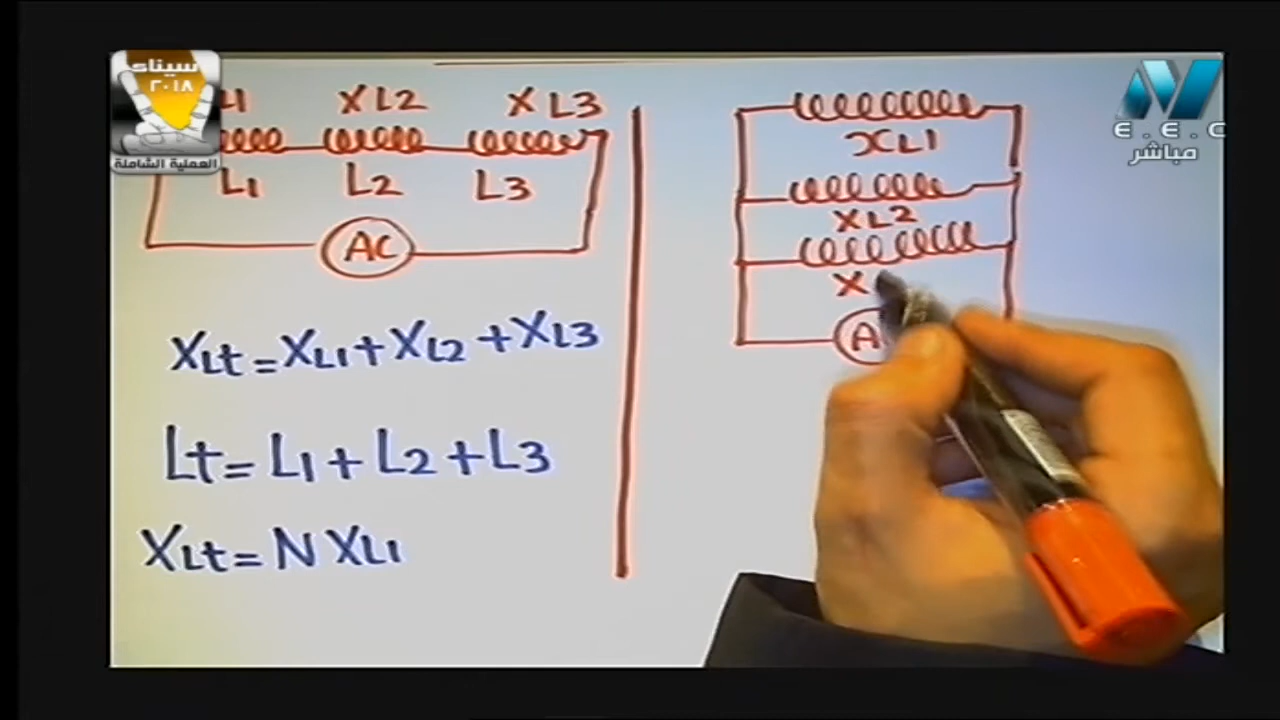 سيناء
٢٠١٨
العملية الشاملة
L1 XL2 XL3
L1 L2 L3
AC
XLt = XL1 + XL2 + XL3
Lt = L1 + L2 + L3
XLt = N XL1
N
E.E.C
مباشر
XL1
XL2
X
A